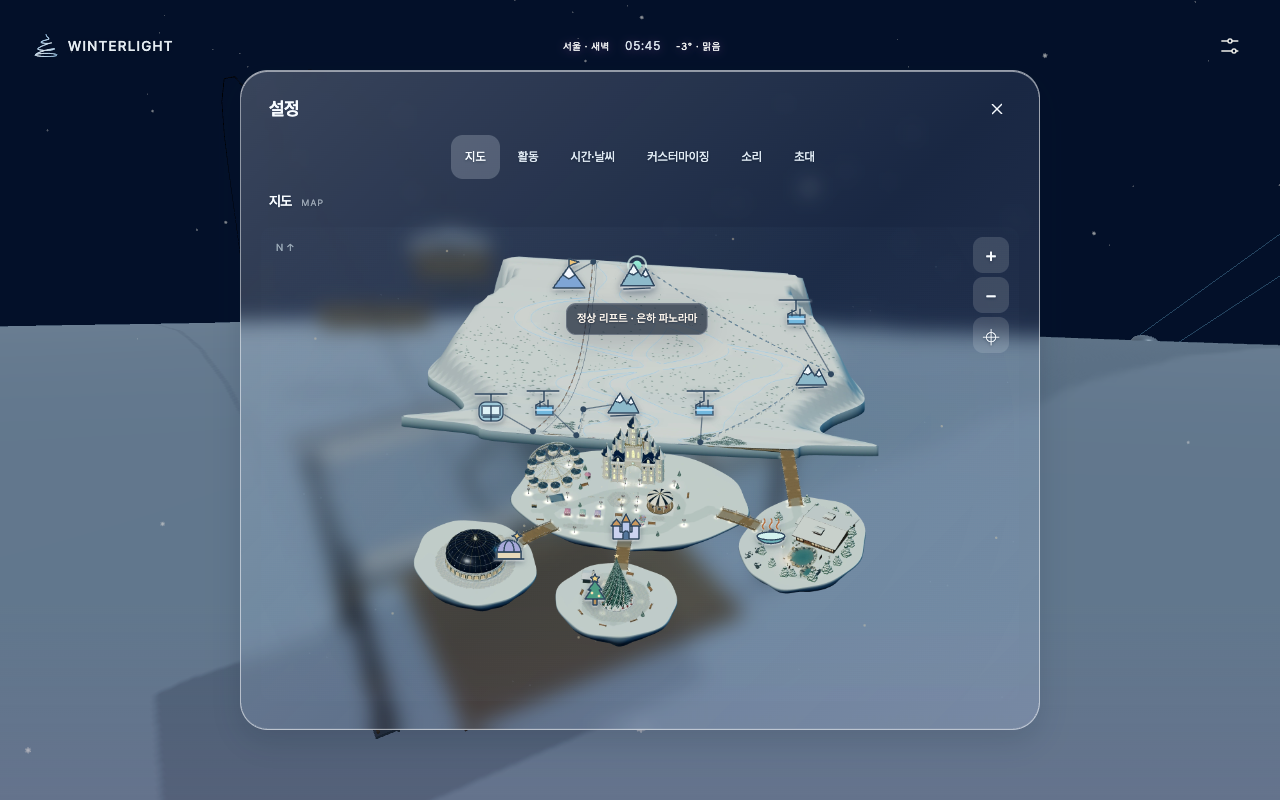 WINTERLIGHT
서울 · 새벽 05:45 -3° · 맑음
설정
지도 활동 시간·날씨 커스터마이징 소리 초대
지도 MAP
N ↑
+
정상 리프트 · 은하 파노라마
−